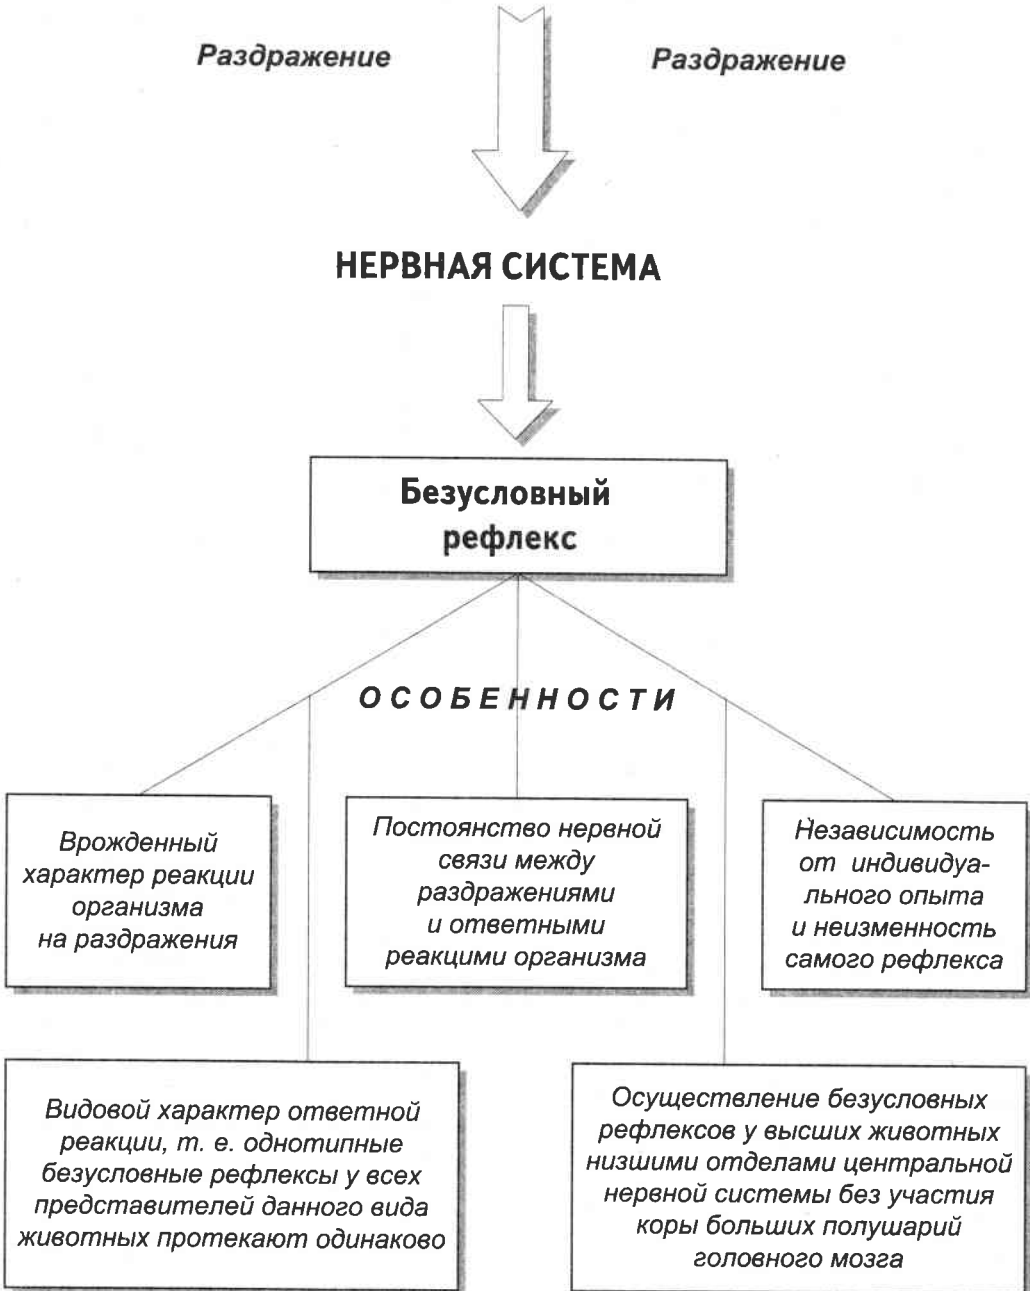 Раздражение
Раздражение
НЕРВНАЯ СИСТЕМА
Безусловный
рефлекс
ОСОБЕННОСТИ
Врожденный
характер реакции
организма
на раздражения
Постоянство нервной
связи между
раздражениями
и ответными
реакцими организма
Независимость
от индивидуа-
льного опыта
и неизменность
самого рефлекса
Видовой характер ответной
реакции, т. е. однотипные
безусловные рефлексы у всех
представителей данного вида
животных протекают одинаково
Осуществление безусловных
рефлексов у высших животных
низшими отделами центральной
нервной системы без участия
коры больших полушарий
головного мозга